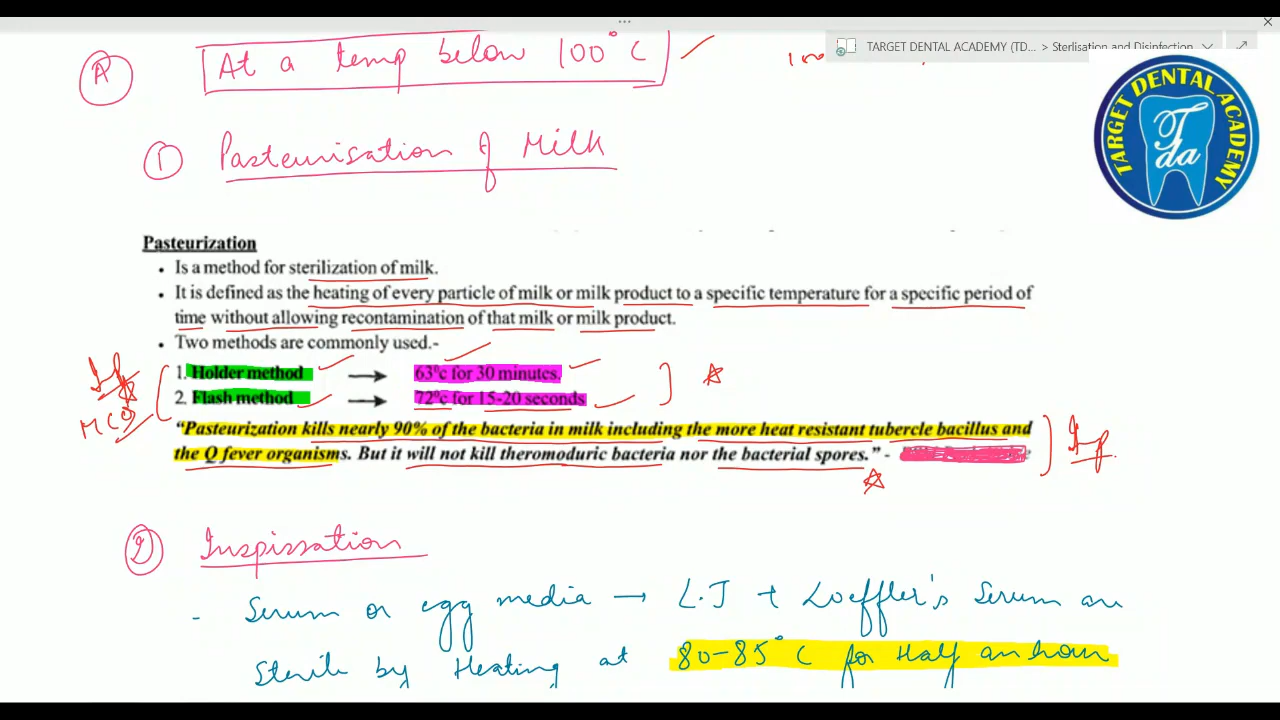 TARGET DENTAL ACADEMY (TD... > Sterlisation and Disinfection
A At a temp below 100°C
TARGET DENTAL ACADEMY
Tda
1 Pasteurisation of Milk
Pasteurization
• Is a method for sterilization of milk.
• It is defined as the heating of every particle of milk or milk product to a specific temperature for a specific period of
time without allowing recontamination of that milk or milk product.
• Two methods are commonly used.-
1. Holder method → 63°c for 30 minutes.
2. Flash method → 72°c for 15-20 seconds
Imp
MCQ
"Pasteurization kills nearly 90% of the bacteria in milk including the more heat resistant tubercle bacillus and
the Q fever organisms. But it will not kill theromoduric bacteria nor the bacterial spores." -
Imp.
2 Inspissation
- Serum or egg media → L.J + Loeffler's Serum are
Sterile by Heating at 80-85°C for Half an hour